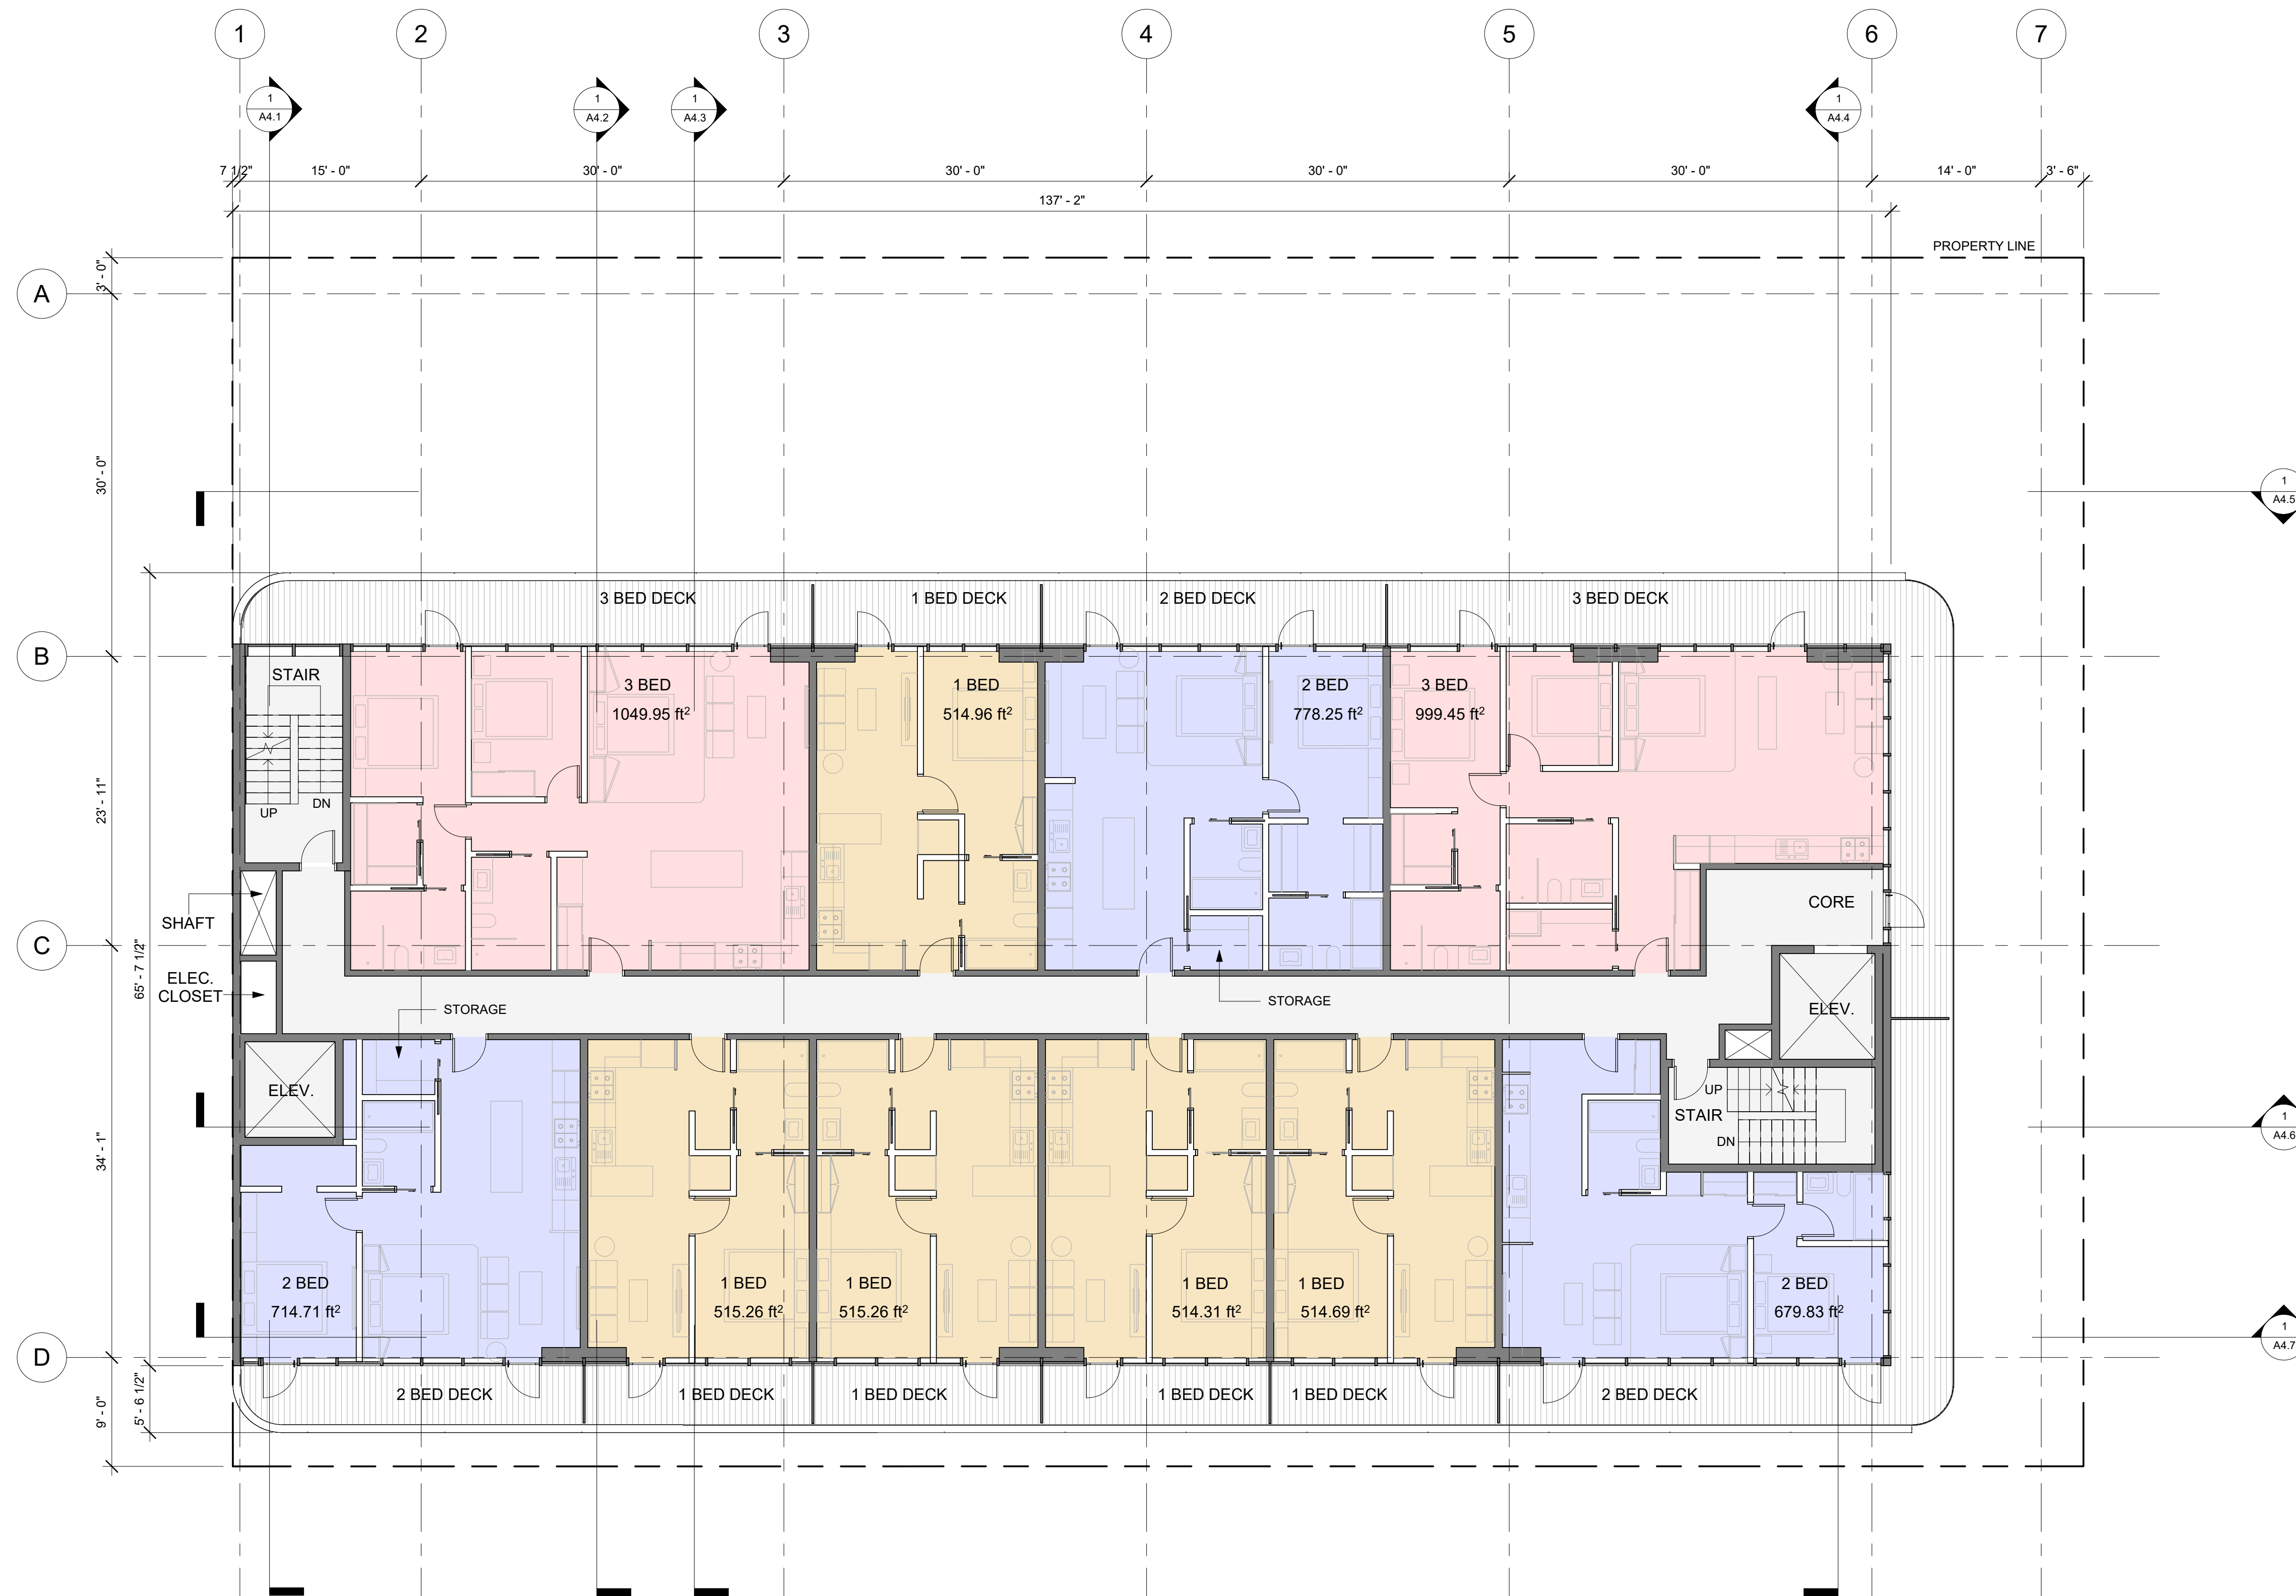 1
2
3
4
5
6
7
1
A4.1
1
A4.2
1
A4.3
1
A4.4
7 1/2"
15' - 0"
30' - 0"
30' - 0"
30' - 0"
30' - 0"
14' - 0"
3' - 6"
137' - 2"
PROPERTY LINE
3' - 0"
A
30' - 0"
1
A4.5
3 BED DECK
1 BED DECK
2 BED DECK
3 BED DECK
B
STAIR
3 BED
1049.95 ft²
1 BED
514.96 ft²
2 BED
778.25 ft²
3 BED
999.45 ft²
23' - 11"
UP
DN
SHAFT
CORE
C
65' - 7 1/2"
ELEC.
CLOSET
STORAGE
STORAGE
ELEV.
ELEV.
UP
STAIR
DN
1
A4.6
34' - 1"
2 BED
714.71 ft²
1 BED
515.26 ft²
1 BED
515.26 ft²
1 BED
514.31 ft²
1 BED
514.69 ft²
2 BED
679.83 ft²
1
A4.7
D
2 BED DECK
1 BED DECK
1 BED DECK
1 BED DECK
1 BED DECK
2 BED DECK
9' - 0"
5' - 6 1/2"